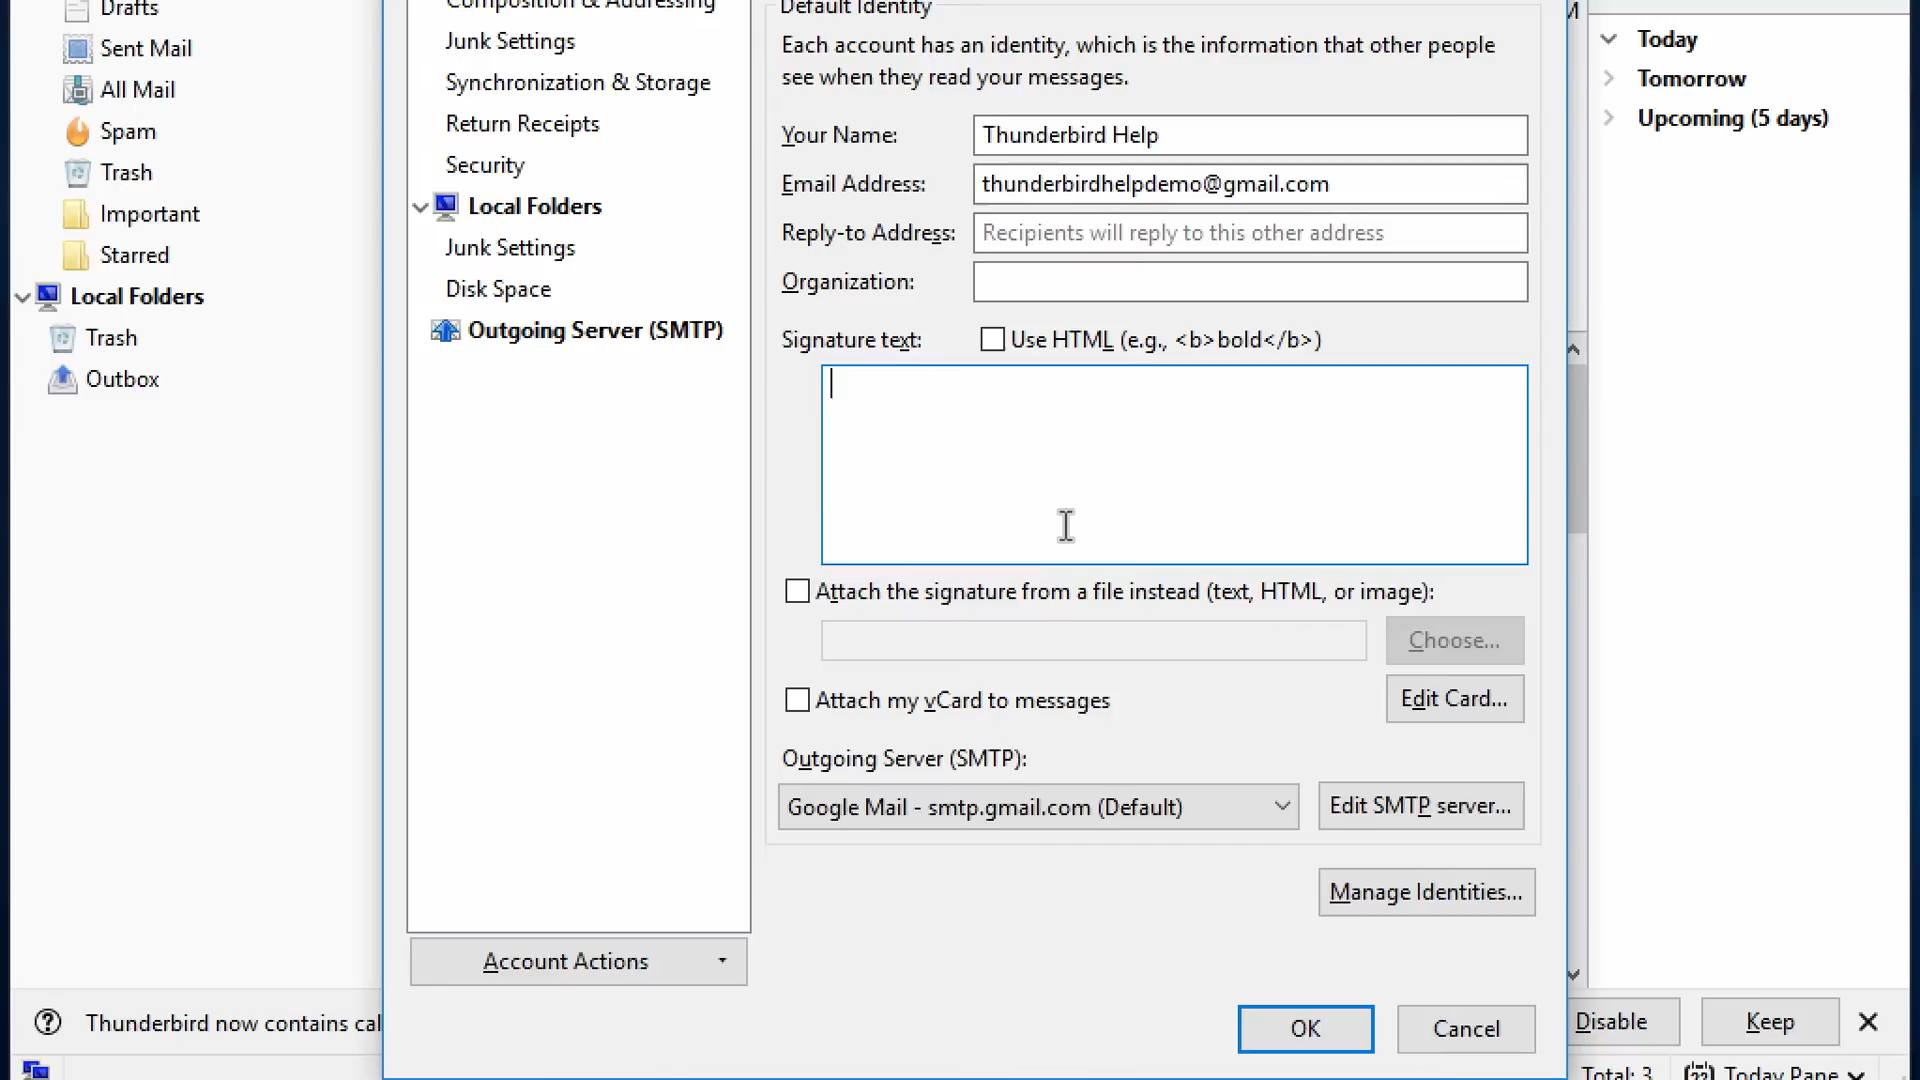 Drafts
Sent Mail
All Mail
Spam
Trash
Important
Starred
Local Folders
Trash
Outbox
Composition & Addressing
Junk Settings
Synchronization & Storage
Return Receipts
Security
Local Folders
Junk Settings
Disk Space
Outgoing Server (SMTP)
Account Actions
Default Identity
Each account has an identity, which is the information that other people
see when they read your messages.
Your Name: Thunderbird Help
Email Address: thunderbirdhelpdemo@gmail.com
Reply-to Address: Recipients will reply to this other address
Organization:
Signature text: Use HTML (e.g., <b>bold</b>)
Attach the signature from a file instead (text, HTML, or image):
Choose...
Attach my vCard to messages Edit Card...
Outgoing Server (SMTP):
Google Mail - smtp.gmail.com (Default) Edit SMTP server...
Manage Identities...
OK Cancel
M
Today
Tomorrow
Upcoming (5 days)
Thunderbird now contains cal
Disable Keep
Total: 3 Today Pane